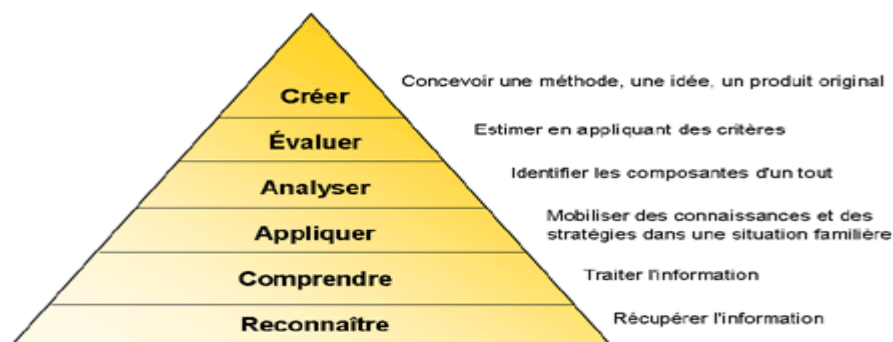 Créer
Concevoir une méthode, une idée, un produit original
Évaluer
Estimer en appliquant des critères
Analyser
Identifier les composantes d'un tout
Appliquer
Mobiliser des connaissances et des
stratégies dans une situation familière
Comprendre
Traiter l'information
Reconnaître
Récupérer l'information